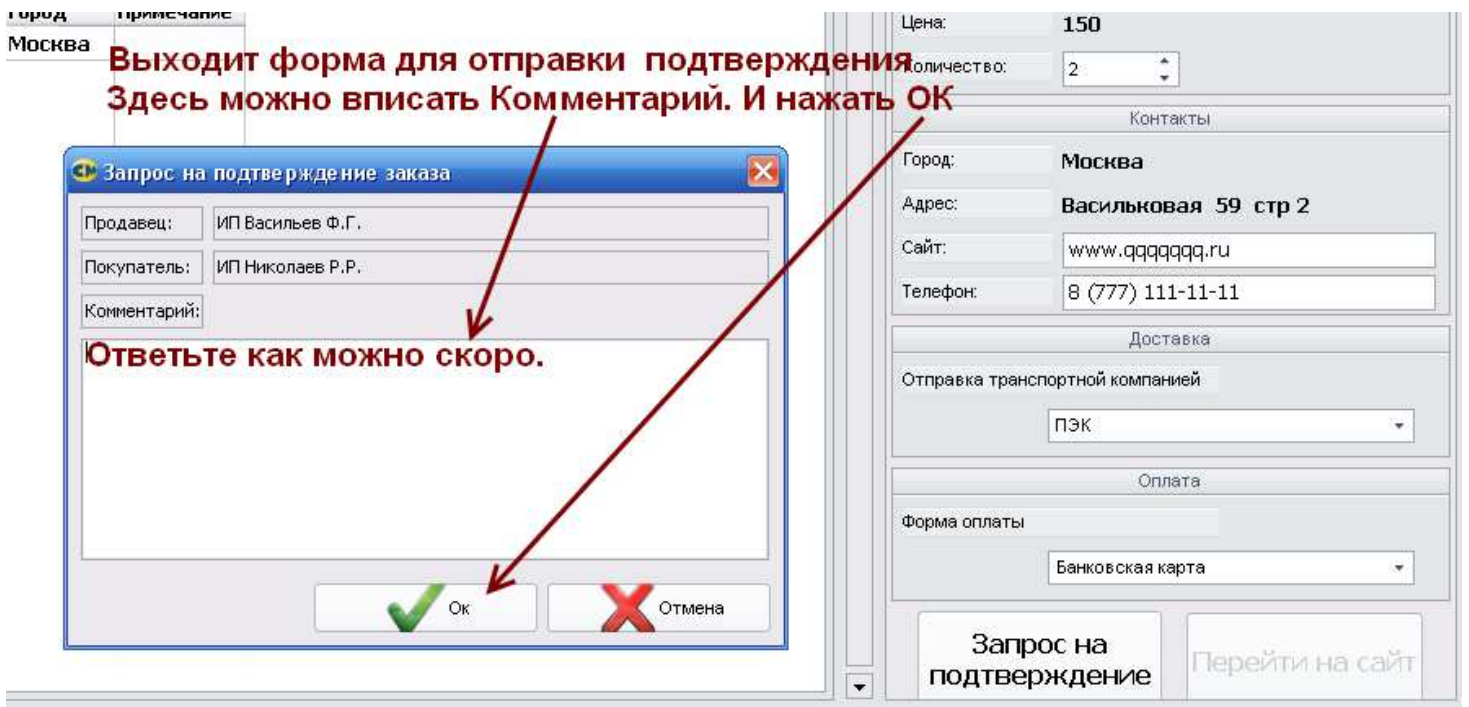 Город Примечание
Москва
Выходит форма для отправки подтверждения
Здесь можно вписать Комментарий. И нажать ОК
Запрос на подтверждение заказа
Продавец: ИП Васильев Ф.Г.
Покупатель: ИП Николаев Р.Р.
Комментарий:
Ответьте как можно скоро.
Ок Отмена
Цена: 150
Количество: 2
Контакты
Город: Москва
Адрес: Васильковая 59 стр 2
Сайт: www.qqqqqqq.ru
Телефон: 8 (777) 111-11-11
Доставка
Отправка транспортной компанией
ПЭК
Оплата
Форма оплаты
Банковская карта
Запрос на
подтверждение
Перейти на сайт